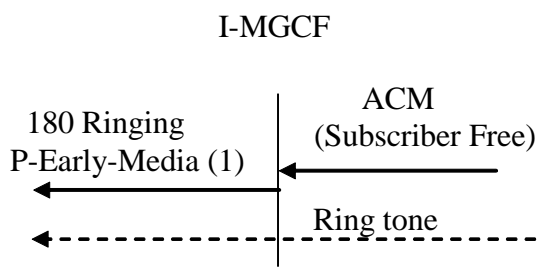 I-MGCF
ACM
180 Ringing
(Subscriber Free)
P-Early-Media (1)
Ring tone